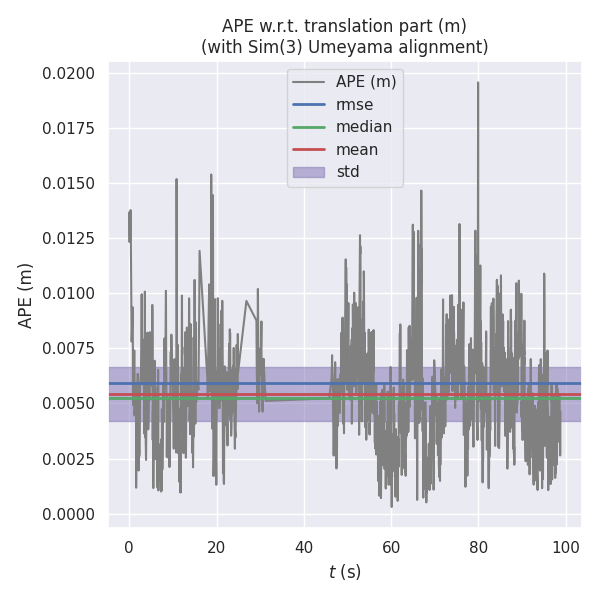 APE w.r.t. translation part (m)
(with Sim(3) Umeyama alignment)
APE (m)
rmse
median
mean
std
APE (m)
0.0200
0.0175
0.0150
0.0125
0.0100
0.0075
0.0050
0.0025
0.0000
0 20 40 60 80 100
t (s)